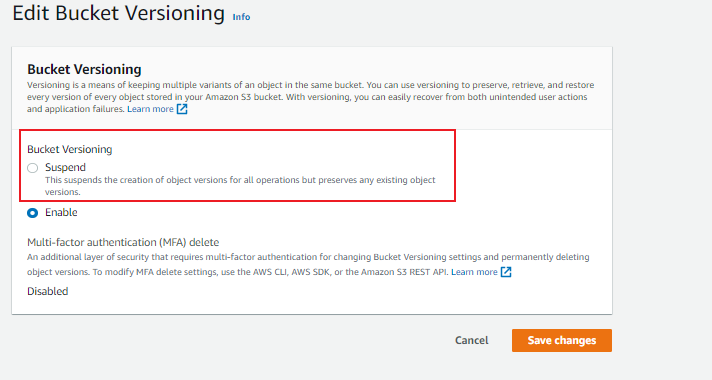 Edit Bucket Versioning Info
Bucket Versioning
Versioning is a means of keeping multiple variants of an object in the same bucket. You can use versioning to preserve, retrieve, and restore
every version of every object stored in your Amazon S3 bucket. With versioning, you can easily recover from both unintended user actions
and application failures. Learn more
Bucket Versioning
Suspend
This suspends the creation of object versions for all operations but preserves any existing object
versions.
Enable
Multi-factor authentication (MFA) delete
An additional layer of security that requires multi-factor authentication for changing Bucket Versioning settings and permanently deleting
object versions. To modify MFA delete settings, use the AWS CLI, AWS SDK, or the Amazon S3 REST API. Learn more
Disabled
Cancel
Save changes